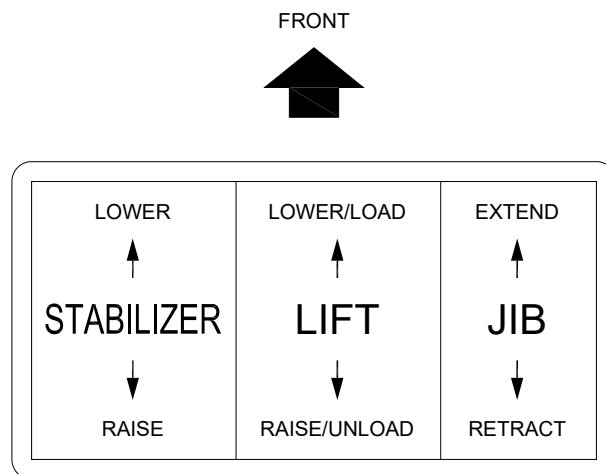 FRONT
LOWER LOWER/LOAD EXTEND
STABILIZER LIFT JIB
RAISE RAISE/UNLOAD RETRACT